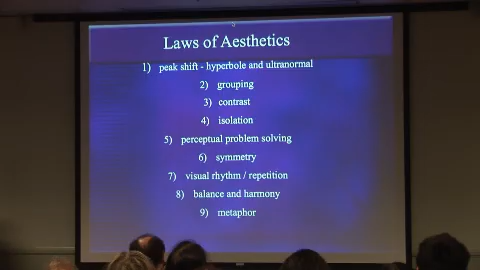 Laws of Aesthetics
1) peak shift - hyperbole and ultranormal
2) grouping
3) contrast
4) isolation
5) perceptual problem solving
6) symmetry
7) visual rhythm / repetition
8) balance and harmony
9) metaphor